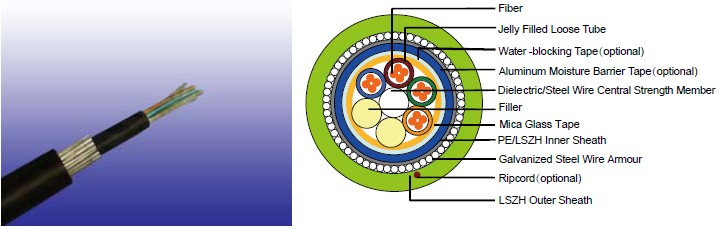 Fiber
Jelly Filled Loose Tube
Water-blocking Tape(optional)
Aluminum Moisture Barrier Tape(optional)
Dielectric/Steel Wire Central Strength Member
Filler
Mica Glass Tape
PE/LSZH Inner Sheath
Galvanized Steel Wire Armour
Ripcord(optional)
LSZH Outer Sheath